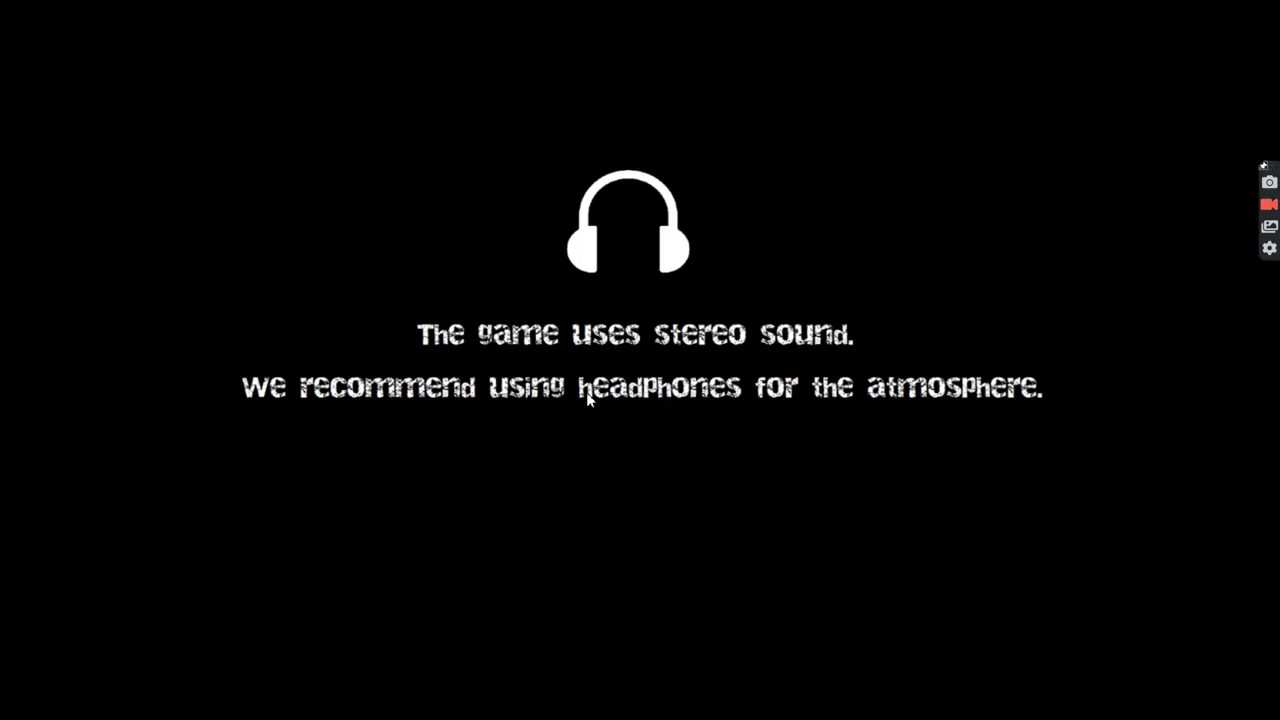 The game uses stereo sound.
We recommend using headphones for the atmosphere.